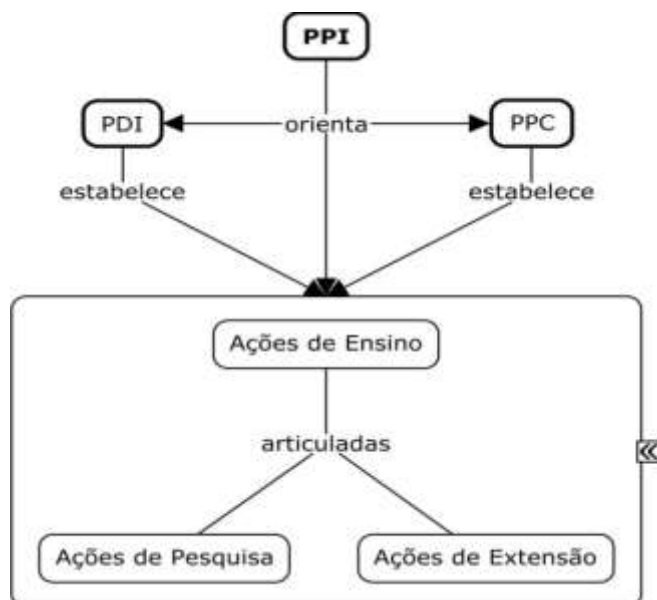 PPI
PDI
orienta
PPC
estabelece
estabelece
Ações de Ensino
articuladas
Ações de Pesquisa
Ações de Extensão